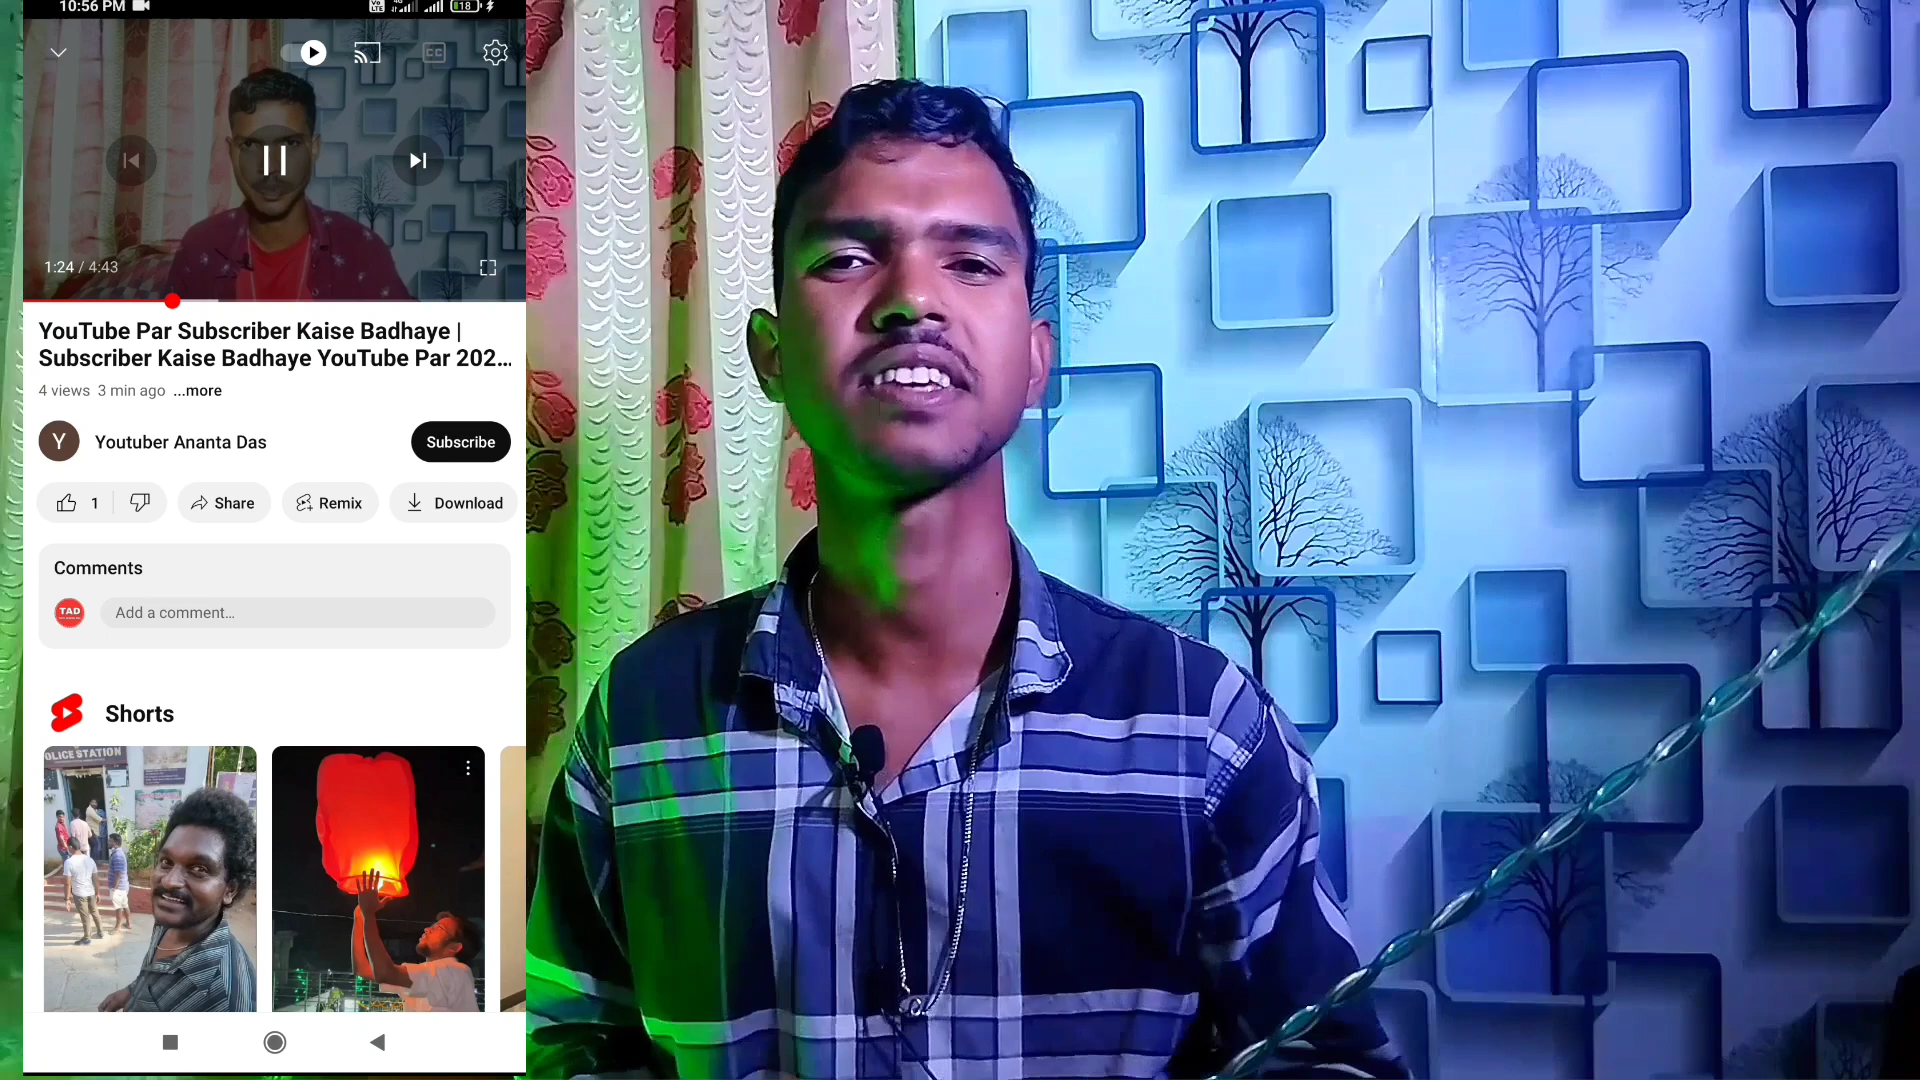 10:56 PM
18
CC
1:24 / 4:43
YouTube Par Subscriber Kaise Badhaye |
Subscriber Kaise Badhaye YouTube Par 202...
4 views 3 min ago ...more
Y
Youtuber Ananta Das
Subscribe
1
Share
Remix
Download
Comments
TAD
Add a comment...
Shorts
OLICE STATION